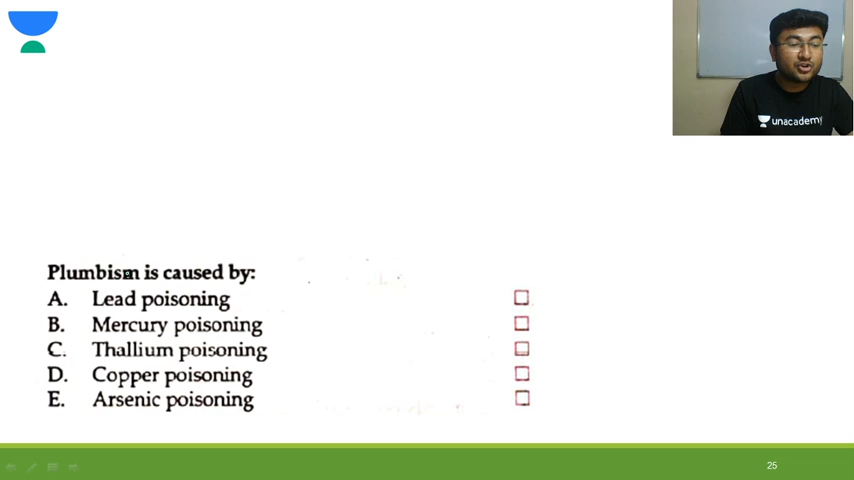 unacademy
Plumbism is caused by:
A. Lead poisoning
B. Mercury poisoning
C. Thallium poisoning
D. Copper poisoning
E. Arsenic poisoning
25